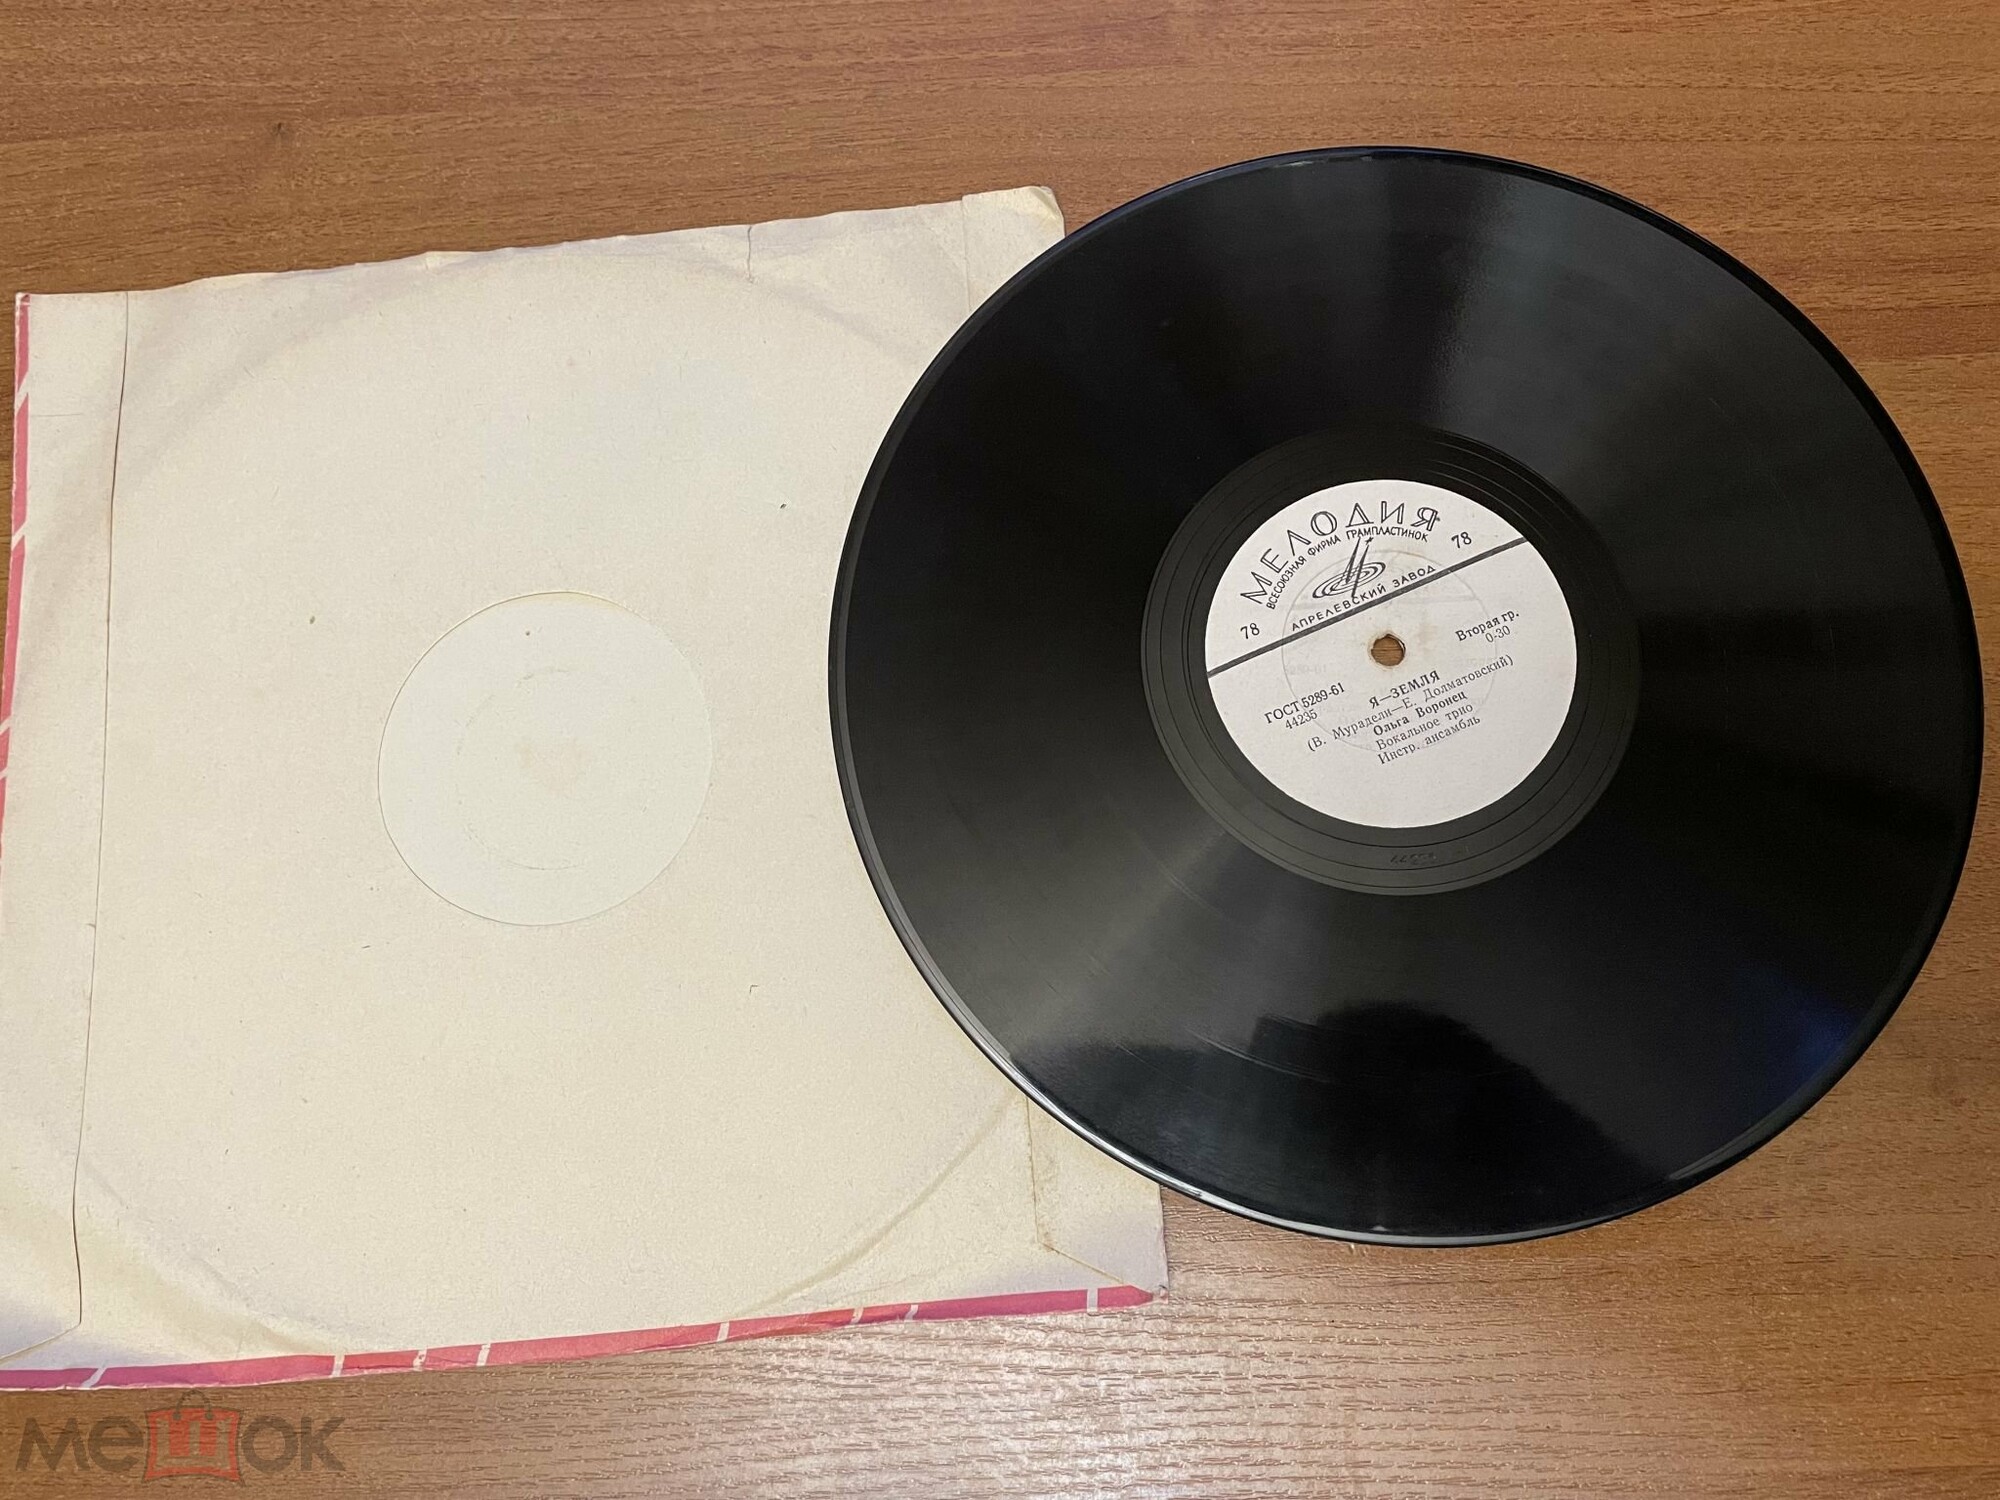 МЕЛОДИЯ
ВСЕСОЮЗНАЯ ФИРМА ГРАМПЛАСТИНОК
78
78
АПРЕЛЕВСКИЙ ЗАВОД
Вторая гр.
0-30
ГОСТ 5289-61
44235
Я—ЗЕМЛЯ
(В. Мурадели—Е. Долматовский)
Ольга Воронец
Вокальное трио
Инстр. ансамбль
мешок